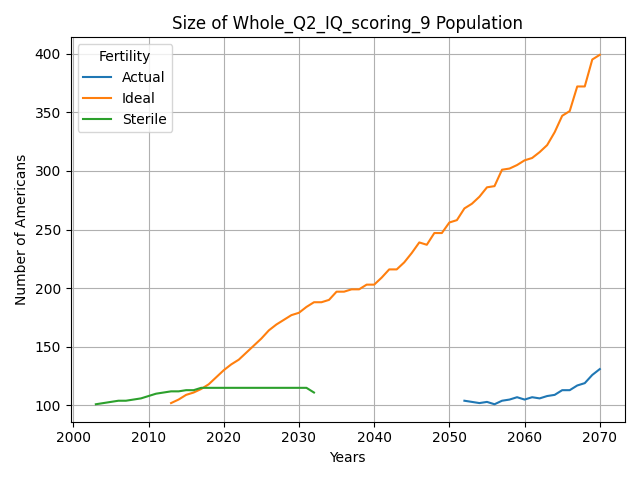 Size of Whole_Q2_IQ_scoring_9 Population
Fertility
Actual
Ideal
Sterile
Number of Americans
400
350
300
250
200
150
100
2000
2010
2020
2030
2040
2050
2060
2070
Years